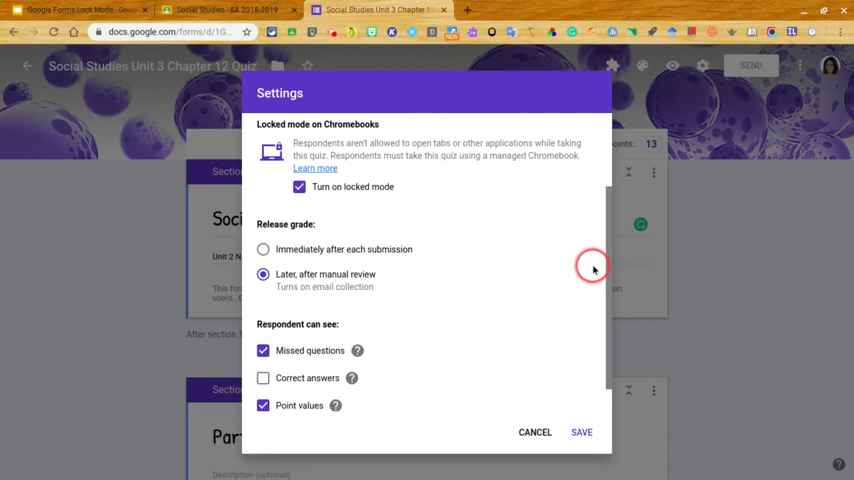 Google Forms Lock Mode - Goo
Social Studies - 8A 2018-2019
Social Studies Unit 3 Chapter 12
docs.google.com/forms/d/1G
NEW
Social Studies Unit 3 Chapter 12 Quiz
SEND
Settings
points: 13
Locked mode on Chromebooks
Respondents aren't allowed to open tabs or other applications while taking
this quiz. Respondents must take this quiz using a managed Chromebook.
Learn more
Turn on locked mode
Section
Soci
Unit 2 N
This for
users.
After section 1
Release grade:
Immediately after each submission
Later, after manual review
Turns on email collection
Respondent can see:
Missed questions
Correct answers
Point values
CANCEL
SAVE
Section
Part
Description (optional)